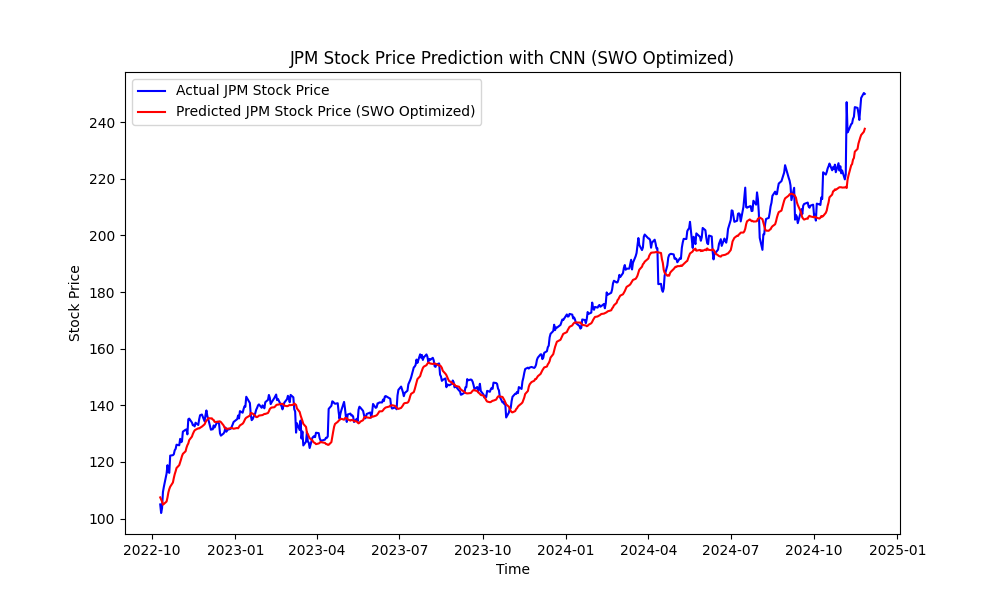 JPM Stock Price Prediction with CNN (SWO Optimized)
Actual JPM Stock Price
Predicted JPM Stock Price (SWO Optimized)
240
220
200
180
160
140
120
100
Stock Price
2022-10 2023-01 2023-04 2023-07 2023-10 2024-01 2024-04 2024-07 2024-10 2025-01
Time